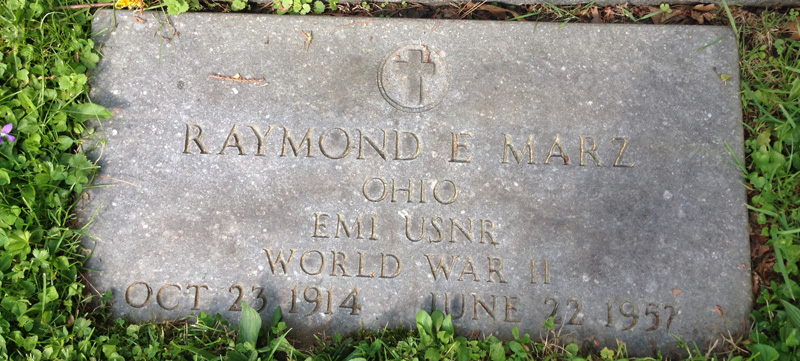 RAYMOND E MARZ
OHIO
EM1 USNR
WORLD WAR II
OCT 23 1914 JUNE 22 1957